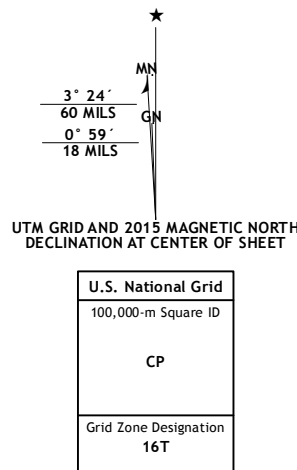 ★
MN
3° 24´
60 MILS
GN
0° 59´
18 MILS
UTM GRID AND 2015 MAGNETIC NORTH
DECLINATION AT CENTER OF SHEET
U.S. National Grid
100,000-m Square ID
CP
Grid Zone Designation
16T